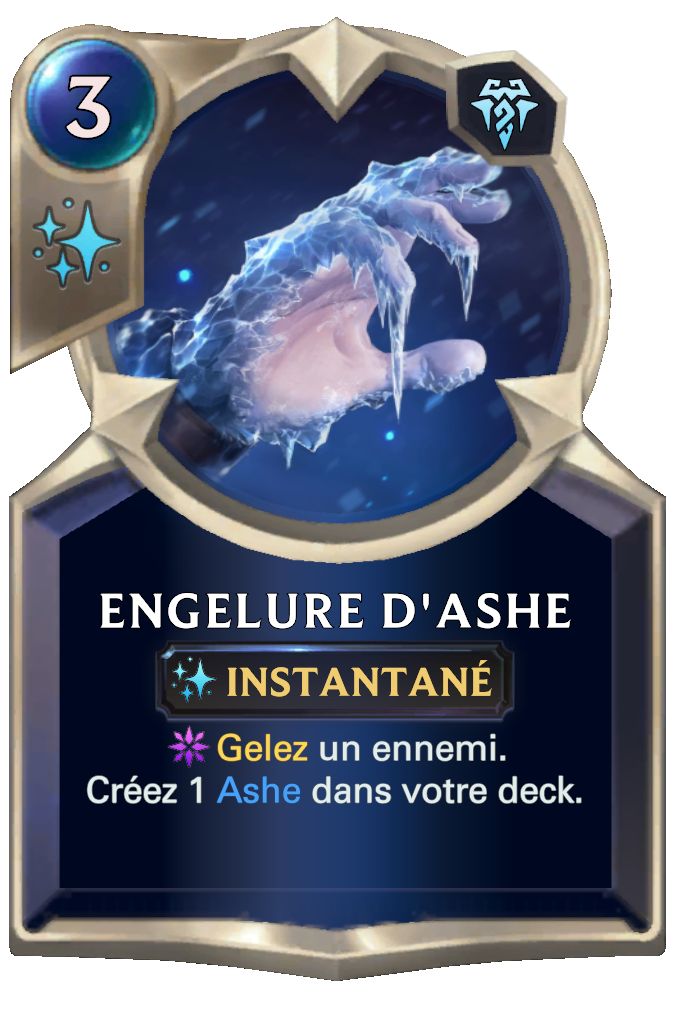 3
ENGELURE D'ASHE
INSTANTANÉ
Gelez un ennemi.
Créez 1 Ashe dans votre deck.